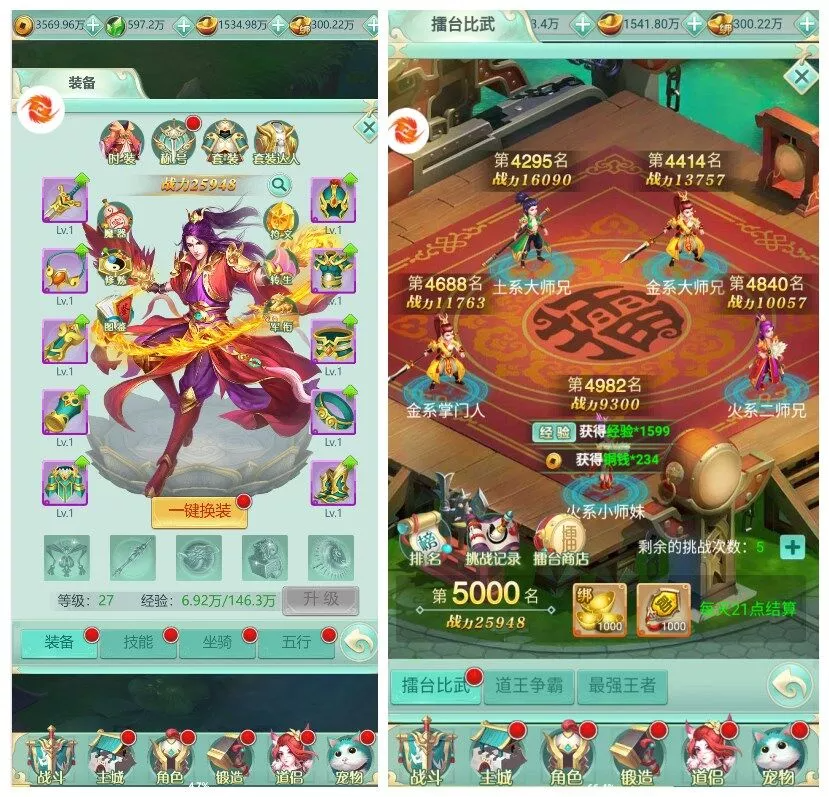 3569.96万
597.2万
1534.98万
绑
300.22万
装备
时装
称号
套装
套装达人
战力25948
Lv.1
Lv.1
修炼
转生
Lv.1
Lv.1
图鉴
军衔
Lv.1
Lv.1
Lv.1
Lv.1
Lv.1
Lv.1
一键换装
等级：27
经验：6.92万/146.3万
升级
装备
技能
坐骑
五行
战斗
主城
角色
锻造
道侣
宠物
擂台比武
3.4万
1541.80万
绑
300.22万
第4295名
战力16090
第4414名
战力13757
土系大师兄
金系大师兄
第4688名
战力11763
第4840名
战力10057
擂
金系掌门人
火系二师兄
第4982名
战力9300
经验 获得经验*1599
获得铜钱*234
火系小师妹
榜
擂
排名
挑战记录
擂台商店
剩余的挑战次数：5
第5000名
战力25948
绑
1000
1000
每天21点结算
擂台比武
道王争霸
最强王者
战斗
主城
角色
锻造
道侣
宠物